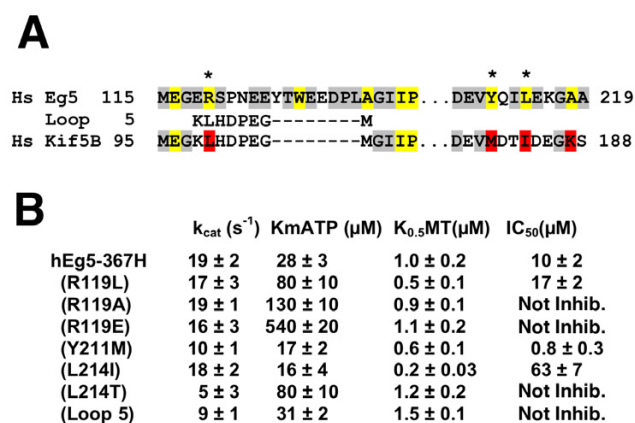 A
* * *
Hs Eg5 115 MEGERSPNEEYTWEEDPLAGIIP...DEVYQILEKGAA 219
Loop 5 KLHDPEG--------M
Hs Kif5B 95 MEGKLHDPEG--------MGIIP...DEVMDTIDEGKS 188
B
kcat (s-1) KmATP (µM) K0.5MT(µM) IC50(µM)
hEg5-367H 19 ± 2 28 ± 3 1.0 ± 0.2 10 ± 2
(R119L) 17 ± 3 80 ± 10 0.5 ± 0.1 17 ± 2
(R119A) 19 ± 1 130 ± 10 0.9 ± 0.1 Not Inhib.
(R119E) 16 ± 3 540 ± 20 1.1 ± 0.2 Not Inhib.
(Y211M) 10 ± 1 17 ± 2 0.6 ± 0.1 0.8 ± 0.3
(L214I) 18 ± 2 16 ± 4 0.2 ± 0.03 63 ± 7
(L214T) 5 ± 3 80 ± 10 1.2 ± 0.2 Not Inhib.
(Loop 5) 9 ± 1 31 ± 2 1.5 ± 0.1 Not Inhib.